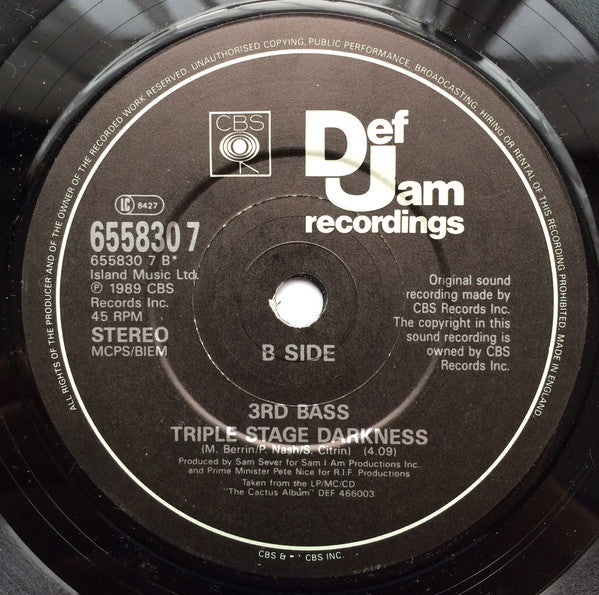 ALL RIGHTS OF THE PRODUCER AND OF THE OWNER OF THE RECORDED WORK RESERVED. UNAUTHORISED COPYING, PUBLIC PERFORMANCE, BROADCASTING, HIRING OR RENTAL OF THIS RECORDING PROHIBITED. MADE IN ENGLAND.
CBS
Def
Jam
recordings
LC 8427
655830 7
655830 7 B*
Island Music Ltd.
℗ 1989 CBS
Records Inc.
45 RPM
STEREO
MCPS/BIEM
Original sound
recording made by
CBS Records Inc.
The copyright in this
sound recording is
owned by CBS
Records Inc.
B SIDE
3RD BASS
TRIPLE STAGE DARKNESS
(M. Berrin/P. Nash/S. Citrin) (4.09)
Produced by Sam Sever for Sam I Am Productions Inc.
and Prime Minister Pete Nice for R.I.F. Productions
Taken from the LP/MC/CD
"The Cactus Album" DEF 466003
CBS & CBS INC.